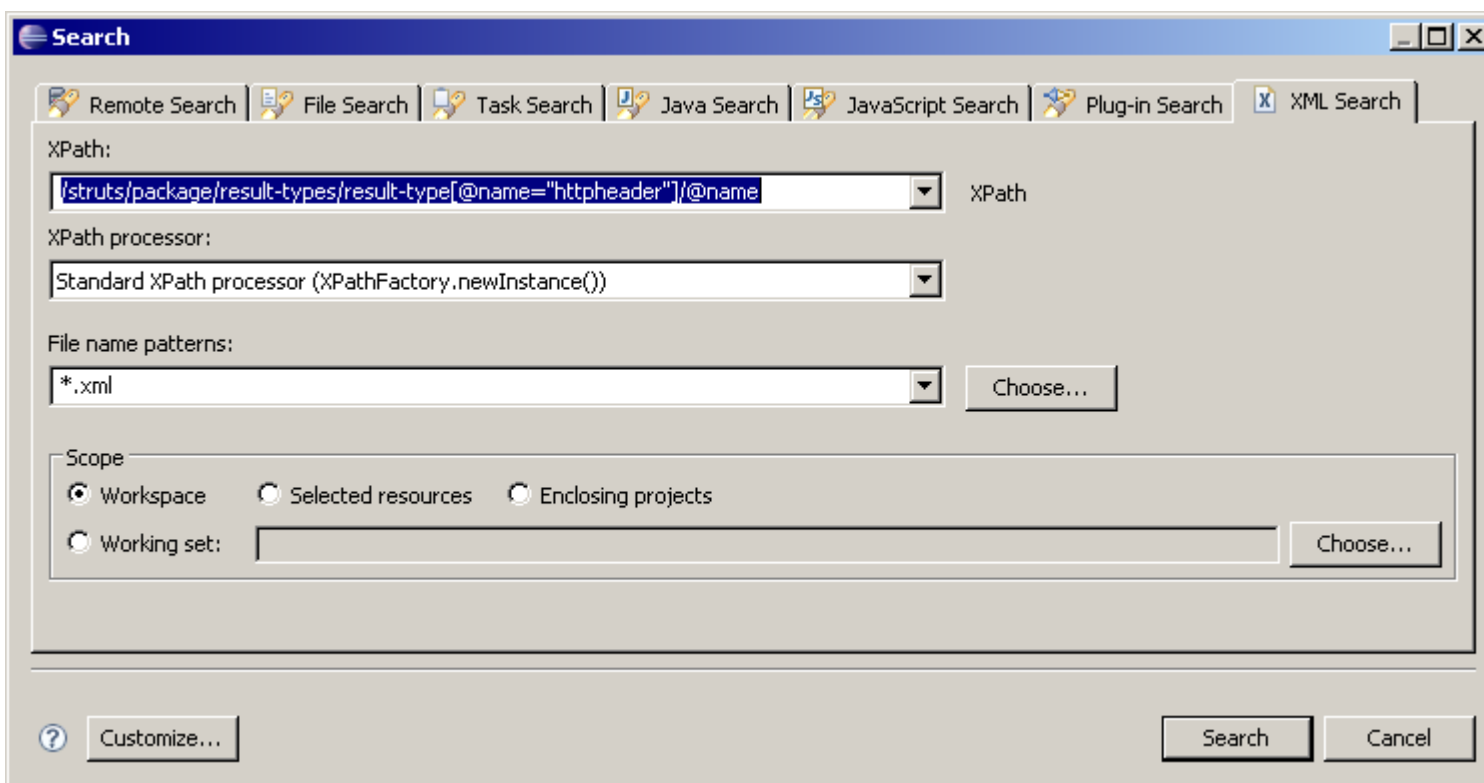 Search
Remote Search File Search Task Search Java Search JavaScript Search Plug-in Search XML Search
XPath:
/struts/package/result-types/result-type[@name="httpheader"]/@name XPath
XPath processor:
Standard XPath processor (XPathFactory.newInstance())
File name patterns:
*.xml Choose...
Scope
Workspace Selected resources Enclosing projects
Working set: Choose...
? Customize... Search Cancel